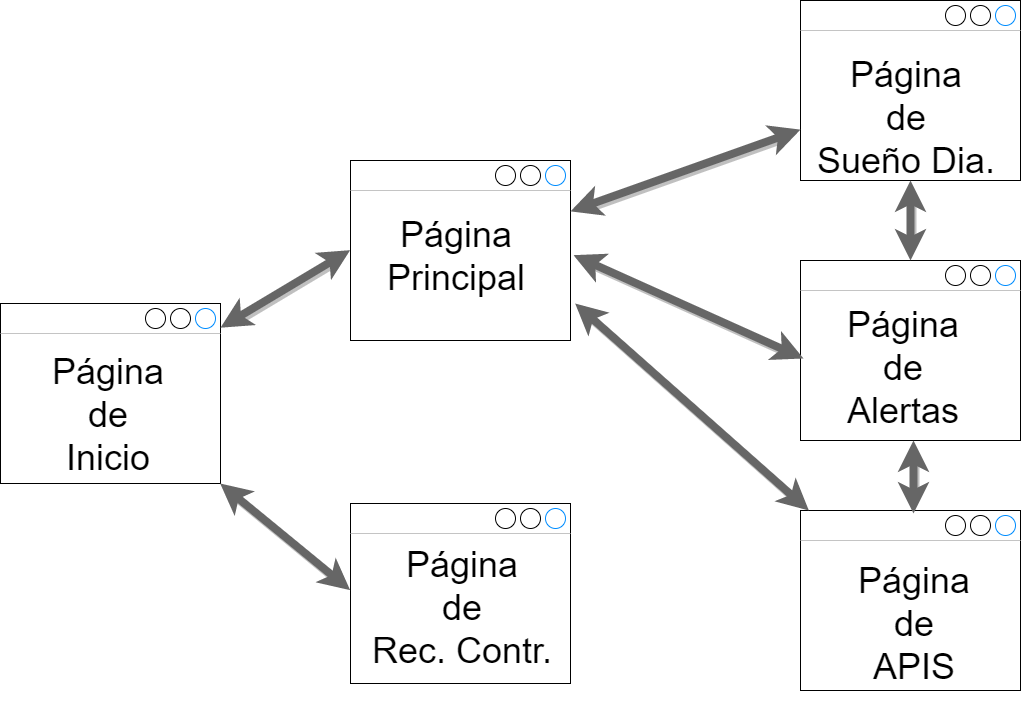 Página
de
Inicio
Página
Principal
Página
de
Rec. Contr.
Página
de
Sueño Dia.
Página
de
Alertas
Página
de
APIS